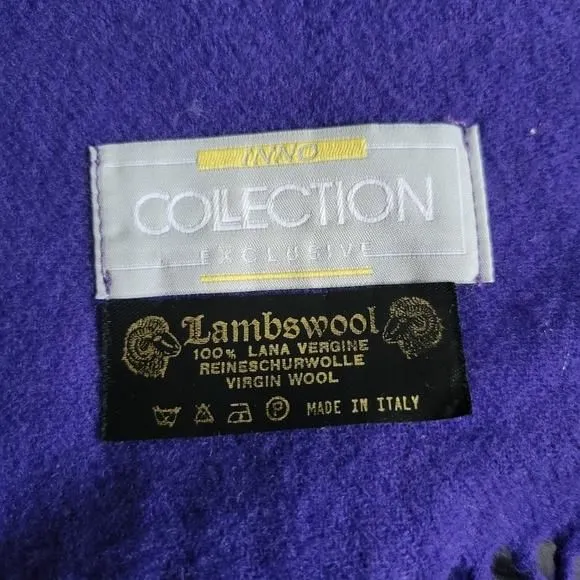 INNO
COLLECTION
EXCLUSIVE
Lambswool
100% LANA VERGINE
REINESCHURWOLLE
VIRGIN WOOL
P MADE IN ITALY